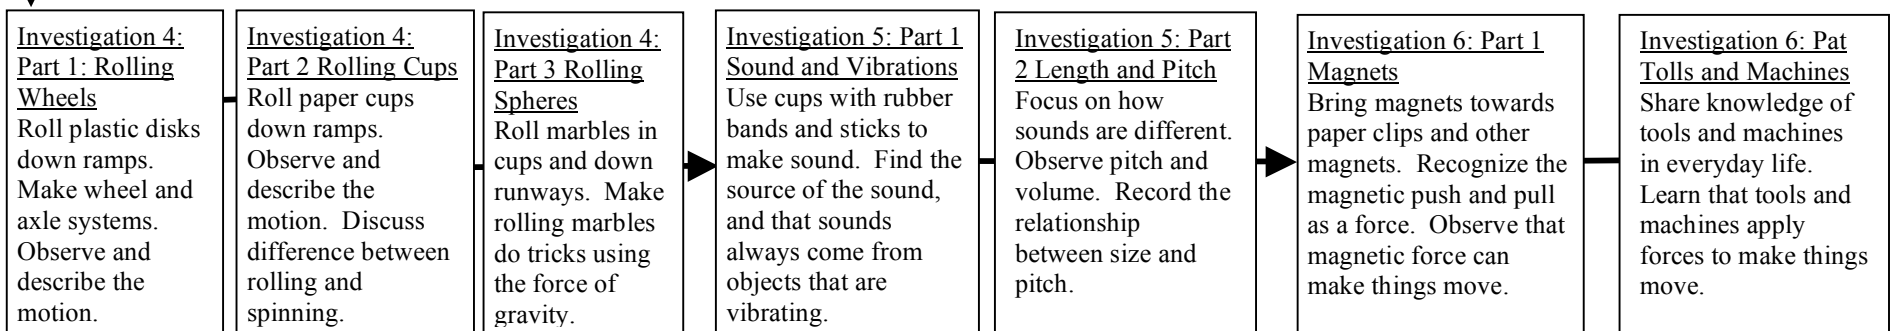 Investigation 4:
Part 1: Rolling
Wheels
Roll plastic disks
down ramps.
Make wheel and
axle systems.
Observe and
describe the
motion.
Investigation 4:
Part 2 Rolling Cups
Roll paper cups
down ramps.
Observe and
describe the
motion.  Discuss
difference between
rolling and
spinning.
Investigation 4:
Part 3 Rolling
Spheres
Roll marbles in
cups and down
runways.  Make
rolling marbles
do tricks using
the force of
gravity.
Investigation 5: Part 1
Sound and Vibrations
Use cups with rubber
bands and sticks to
make sound.  Find the
source of the sound,
and that sounds
always come from
objects that are
vibrating.
Investigation 5: Part
2 Length and Pitch
Focus on how
sounds are different.
Observe pitch and
volume.  Record the
relationship
between size and
pitch.
Investigation 6: Part 1
Magnets
Bring magnets towards
paper clips and other
magnets.  Recognize the
magnetic push and pull
as a force.  Observe that
magnetic force can
make things move.
Investigation 6: Pat
Tolls and Machines
Share knowledge of
tools and machines
in everyday life.
Learn that tools and
machines apply
forces to make things
move.